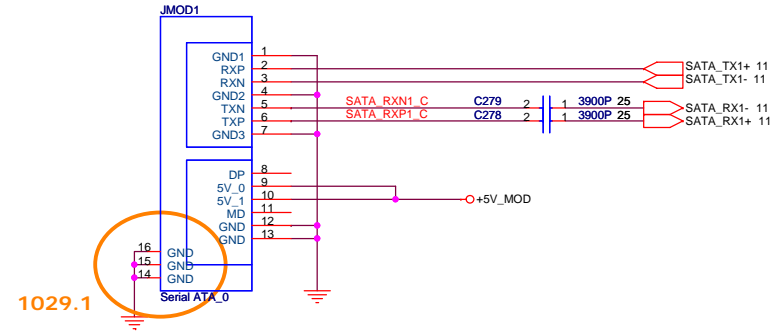 JMOD1
GND1 1
RXP 2 SATA_TX1+ 11
RXN 3 SATA_TX1- 11
GND2 4
TXN 5 SATA_RXN1_C C279 2 1 3900P 25 SATA_RX1- 11
TXP 6 SATA_RXP1_C C278 2 1 3900P 25 SATA_RX1+ 11
GND3 7
DP 8
5V_0 9
5V_1 10 +5V_MOD
MD 11
GND 12
GND 13
16 GND
15 GND
14 GND
Serial ATA_0
1029.1